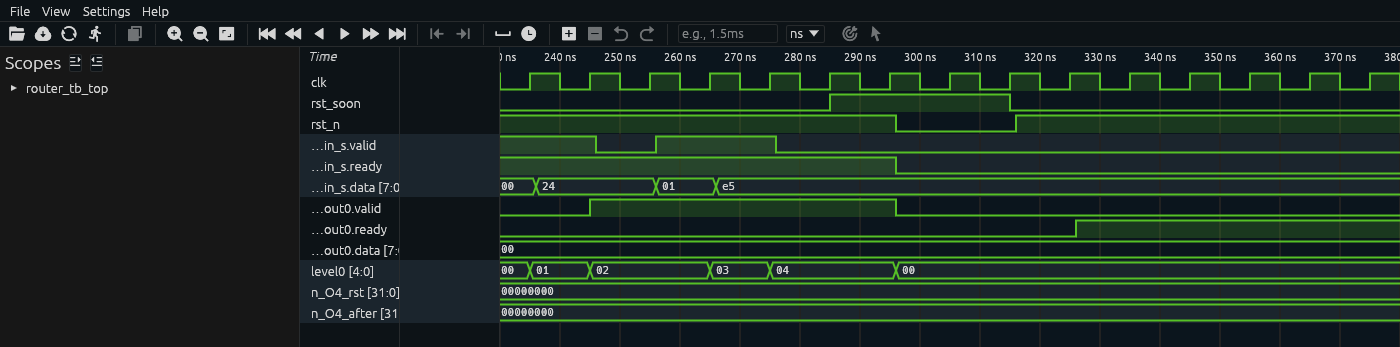 File View Settings Help
e.g., 1.5ms ns
Scopes
router_tb_top
Time 0 ns 240 ns 250 ns 260 ns 270 ns 280 ns 290 ns 300 ns 310 ns 320 ns 330 ns 340 ns 350 ns 360 ns 370 ns 380
clk
rst_soon
rst_n
...in_s.valid
...in_s.ready
...in_s.data [7:0 00 24 01 e5
...out0.valid
...out0.ready
...out0.data [7: 00
level0 [4:0] 00 01 02 03 04 00
n_O4_rst [31:0] 00000000
n_O4_after [31 00000000